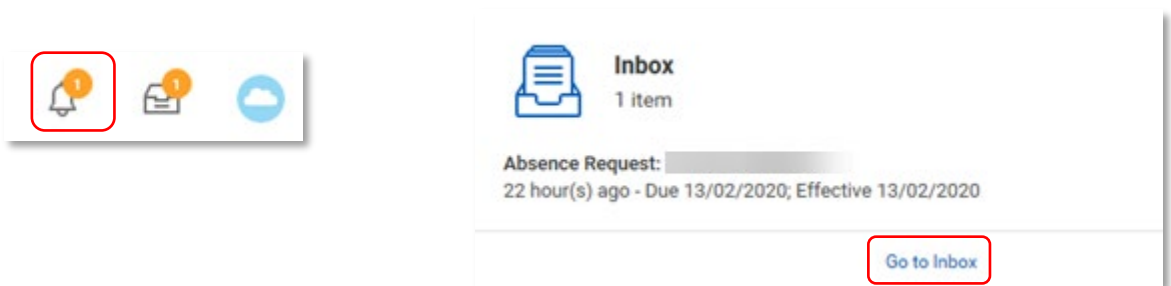 1
1
Inbox
1 item
Absence Request:
22 hour(s) ago - Due 13/02/2020; Effective 13/02/2020
Go to Inbox